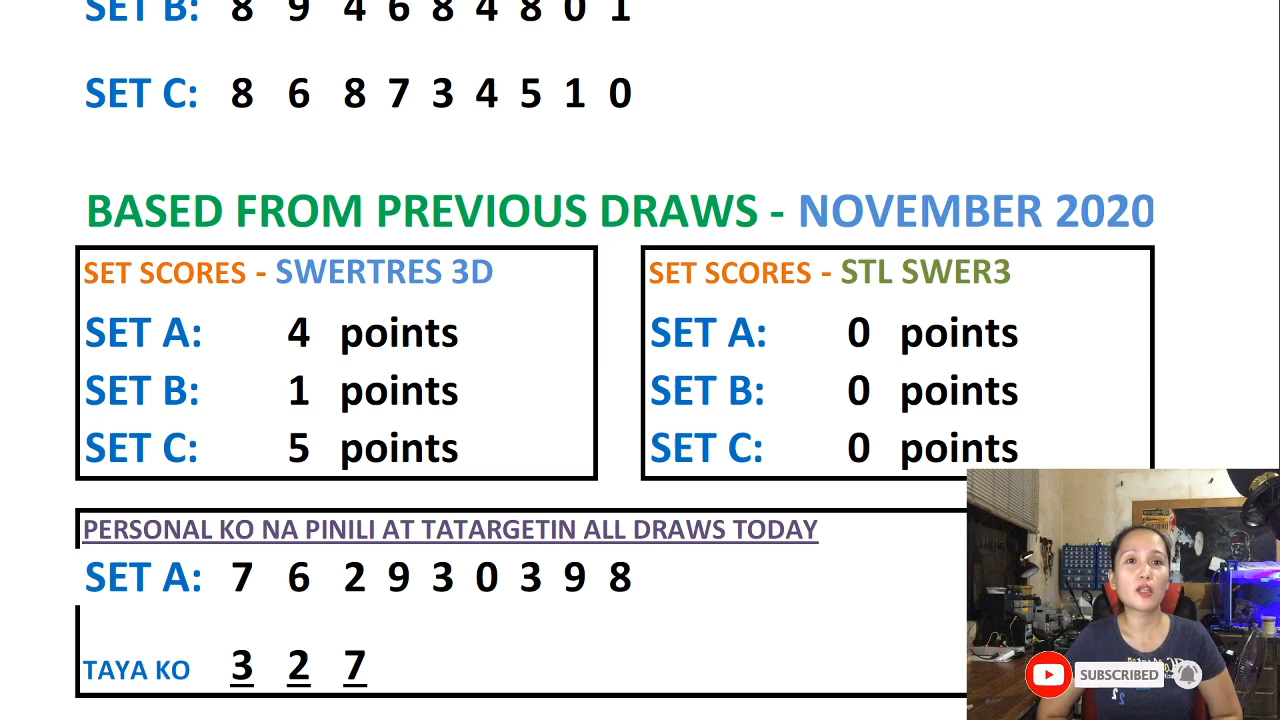 SET B: 8 9 4 6 8 4 8 0 1
SET C: 8 6 8 7 3 4 5 1 0
BASED FROM PREVIOUS DRAWS - NOVEMBER 2020
SET SCORES - SWERTRES 3D
SET A: 4 points
SET B: 1 points
SET C: 5 points
SET SCORES - STL SWER3
SET A: 0 points
SET B: 0 points
SET C: 0 points
PERSONAL KO NA PINILI AT TATARGETIN ALL DRAWS TODAY
SET A: 7 6 2 9 3 0 3 9 8
TAYA KO 3 2 7
SUBSCRIBED